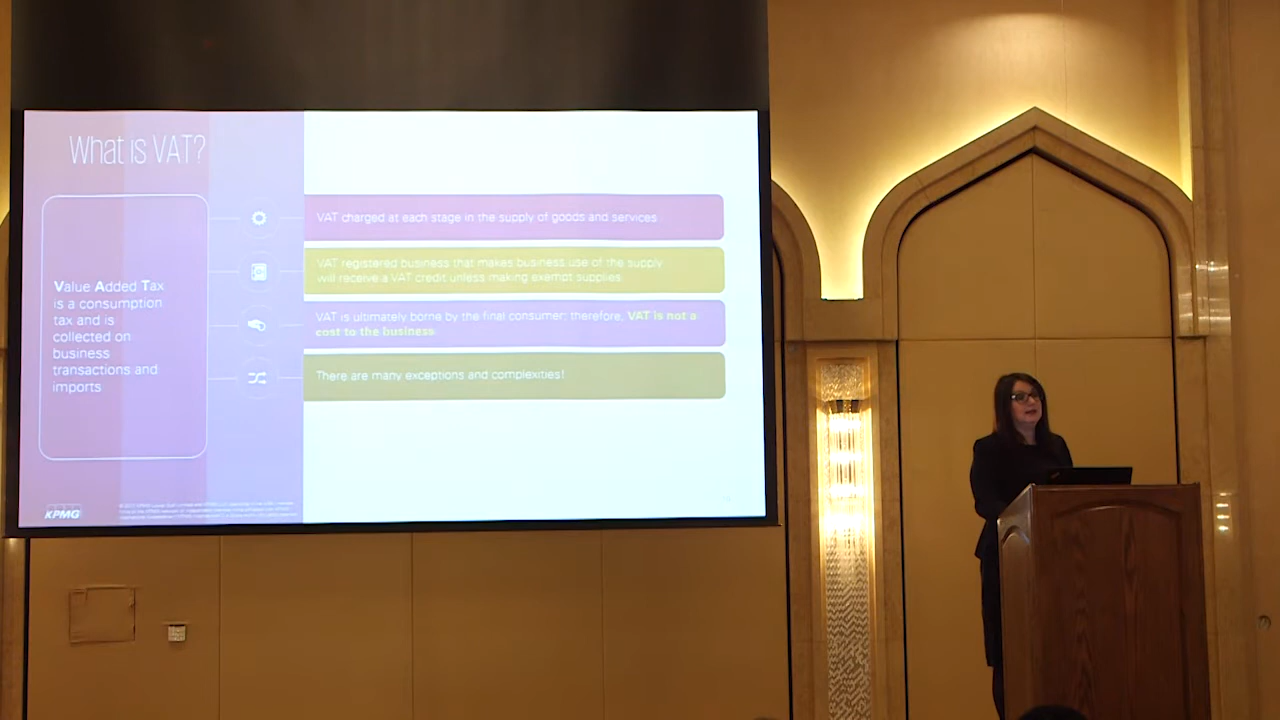 What is VAT?
Value Added Tax
is a consumption
tax and is
collected on
business
transactions and
imports
VAT charged at each stage in the supply of goods and services
VAT registered business that makes business use of the supply
will receive a VAT credit unless making exempt supplies
VAT is ultimately borne by the final consumer; therefore, VAT is not a
cost to the business
There are many exceptions and complexities!
KPMG